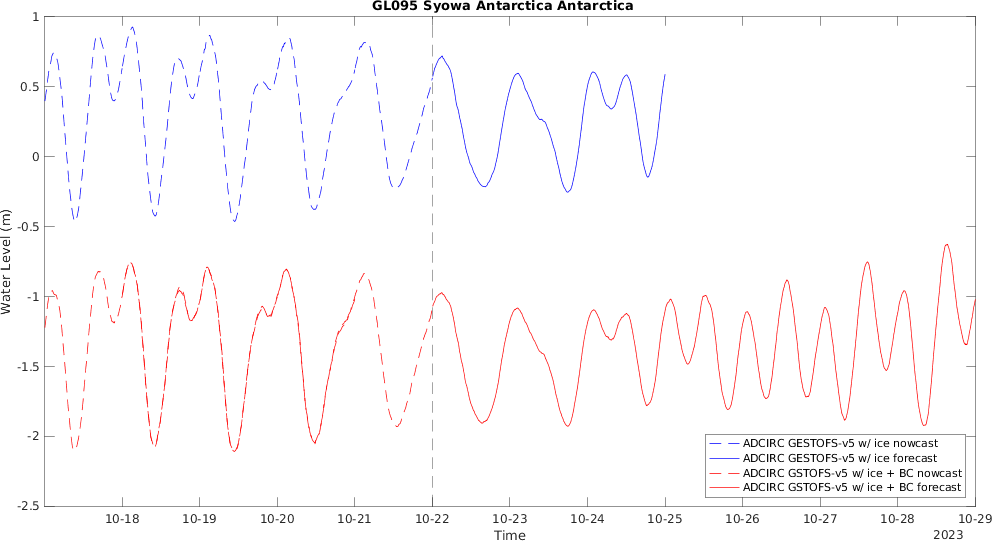 GL095 Syowa Antarctica Antarctica
Water Level (m)
1
0.5
0
-0.5
-1
-1.5
-2
-2.5
ADCIRC GESTOFS-v5 w/ ice nowcast
ADCIRC GESTOFS-v5 w/ ice forecast
ADCIRC GSTOFS-v5 w/ ice + BC nowcast
ADCIRC GSTOFS-v5 w/ ice + BC forecast
10-18 10-19 10-20 10-21 10-22 10-23 10-24 10-25 10-26 10-27 10-28 10-29
Time
2023